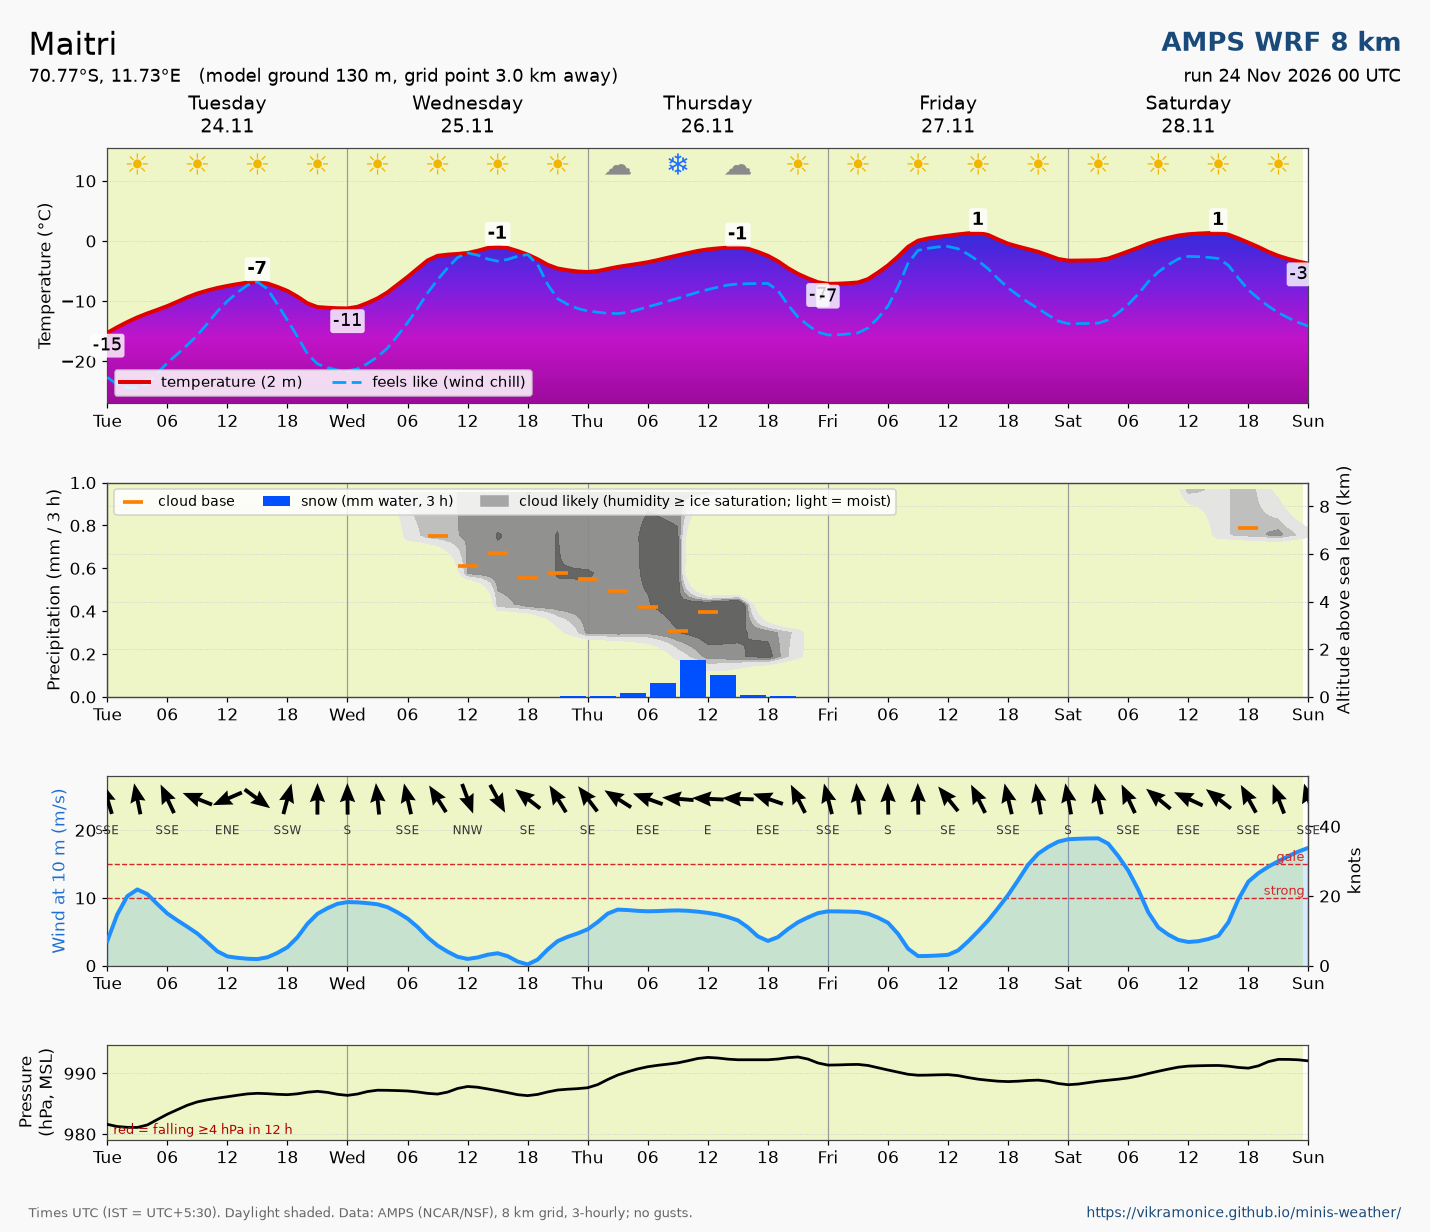 Maitri
AMPS WRF 8 km
70.77°S, 11.73°E (model ground 130 m, grid point 3.0 km away)
run 24 Nov 2026 00 UTC
Tuesday Wednesday Thursday Friday Saturday
24.11 25.11 26.11 27.11 28.11
Temperature (°C)
10
0
−10
−20
-15
-7
-11
-1
-1
-7
1
1
-3
temperature (2 m) feels like (wind chill)
Tue 06 12 18 Wed 06 12 18 Thu 06 12 18 Fri 06 12 18 Sat 06 12 18 Sun
Precipitation (mm / 3 h)
1.0
0.8
0.6
0.4
0.2
0.0
cloud base snow (mm water, 3 h) cloud likely (humidity ≥ ice saturation; light = moist)
8
6
4
2
0
Altitude above sea level (km)
Tue 06 12 18 Wed 06 12 18 Thu 06 12 18 Fri 06 12 18 Sat 06 12 18 Sun
Wind at 10 m (m/s)
20
10
0
SSE SSE ENE SSW S SSE NNW SE SE ESE E ESE SSE S SE SSE S SSE ESE SSE SSE
gale
strong
40
20
0
knots
Tue 06 12 18 Wed 06 12 18 Thu 06 12 18 Fri 06 12 18 Sat 06 12 18 Sun
Pressure
(hPa, MSL)
990
980
red = falling ≥4 hPa in 12 h
Tue 06 12 18 Wed 06 12 18 Thu 06 12 18 Fri 06 12 18 Sat 06 12 18 Sun
Times UTC (IST = UTC+5:30). Daylight shaded. Data: AMPS (NCAR/NSF), 8 km grid, 3-hourly; no gusts.
https://vikramonice.github.io/minis-weather/